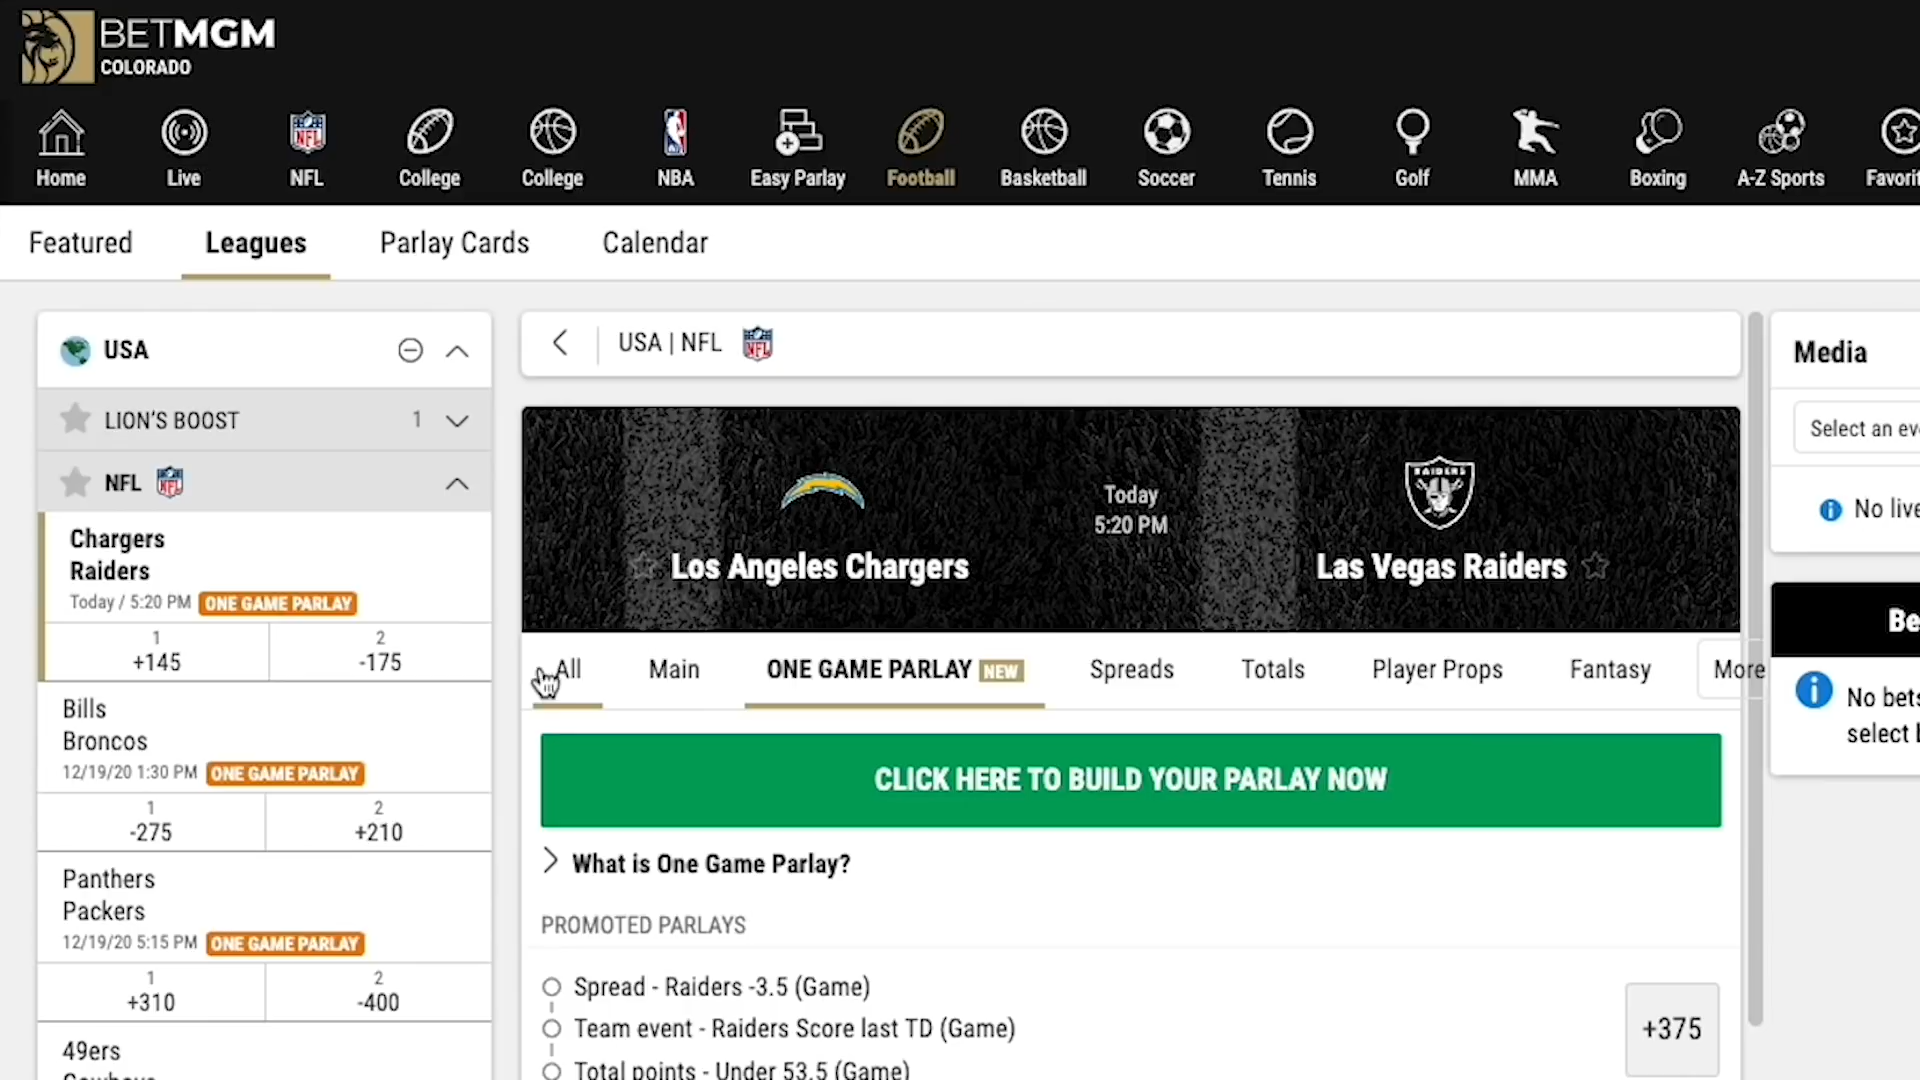 BETMGM
COLORADO
Home
Live
NFL
College
College
NBA
Easy Parlay
Football
Basketball
Soccer
Tennis
Golf
MMA
Boxing
A-Z Sports
Favorit
Featured
Leagues
Parlay Cards
Calendar
USA
LION'S BOOST 1
NFL
Chargers
Raiders
Today / 5:20 PM ONE GAME PARLAY
1 2
+145 -175
Bills
Broncos
12/19/20 1:30 PM ONE GAME PARLAY
1 2
-275 +210
Panthers
Packers
12/19/20 5:15 PM ONE GAME PARLAY
1 2
+310 -400
49ers
USA | NFL
RAIDERS
Today
5:20 PM
Los Angeles Chargers
Las Vegas Raiders
All
Main
ONE GAME PARLAY NEW
Spreads
Totals
Player Props
Fantasy
More
CLICK HERE TO BUILD YOUR PARLAY NOW
What is One Game Parlay?
PROMOTED PARLAYS
Spread - Raiders -3.5 (Game)
Team event - Raiders Score last TD (Game)
Total points - Under 53.5 (Game)
+375
Media
Select an eve
No live
Be
No bets
select b